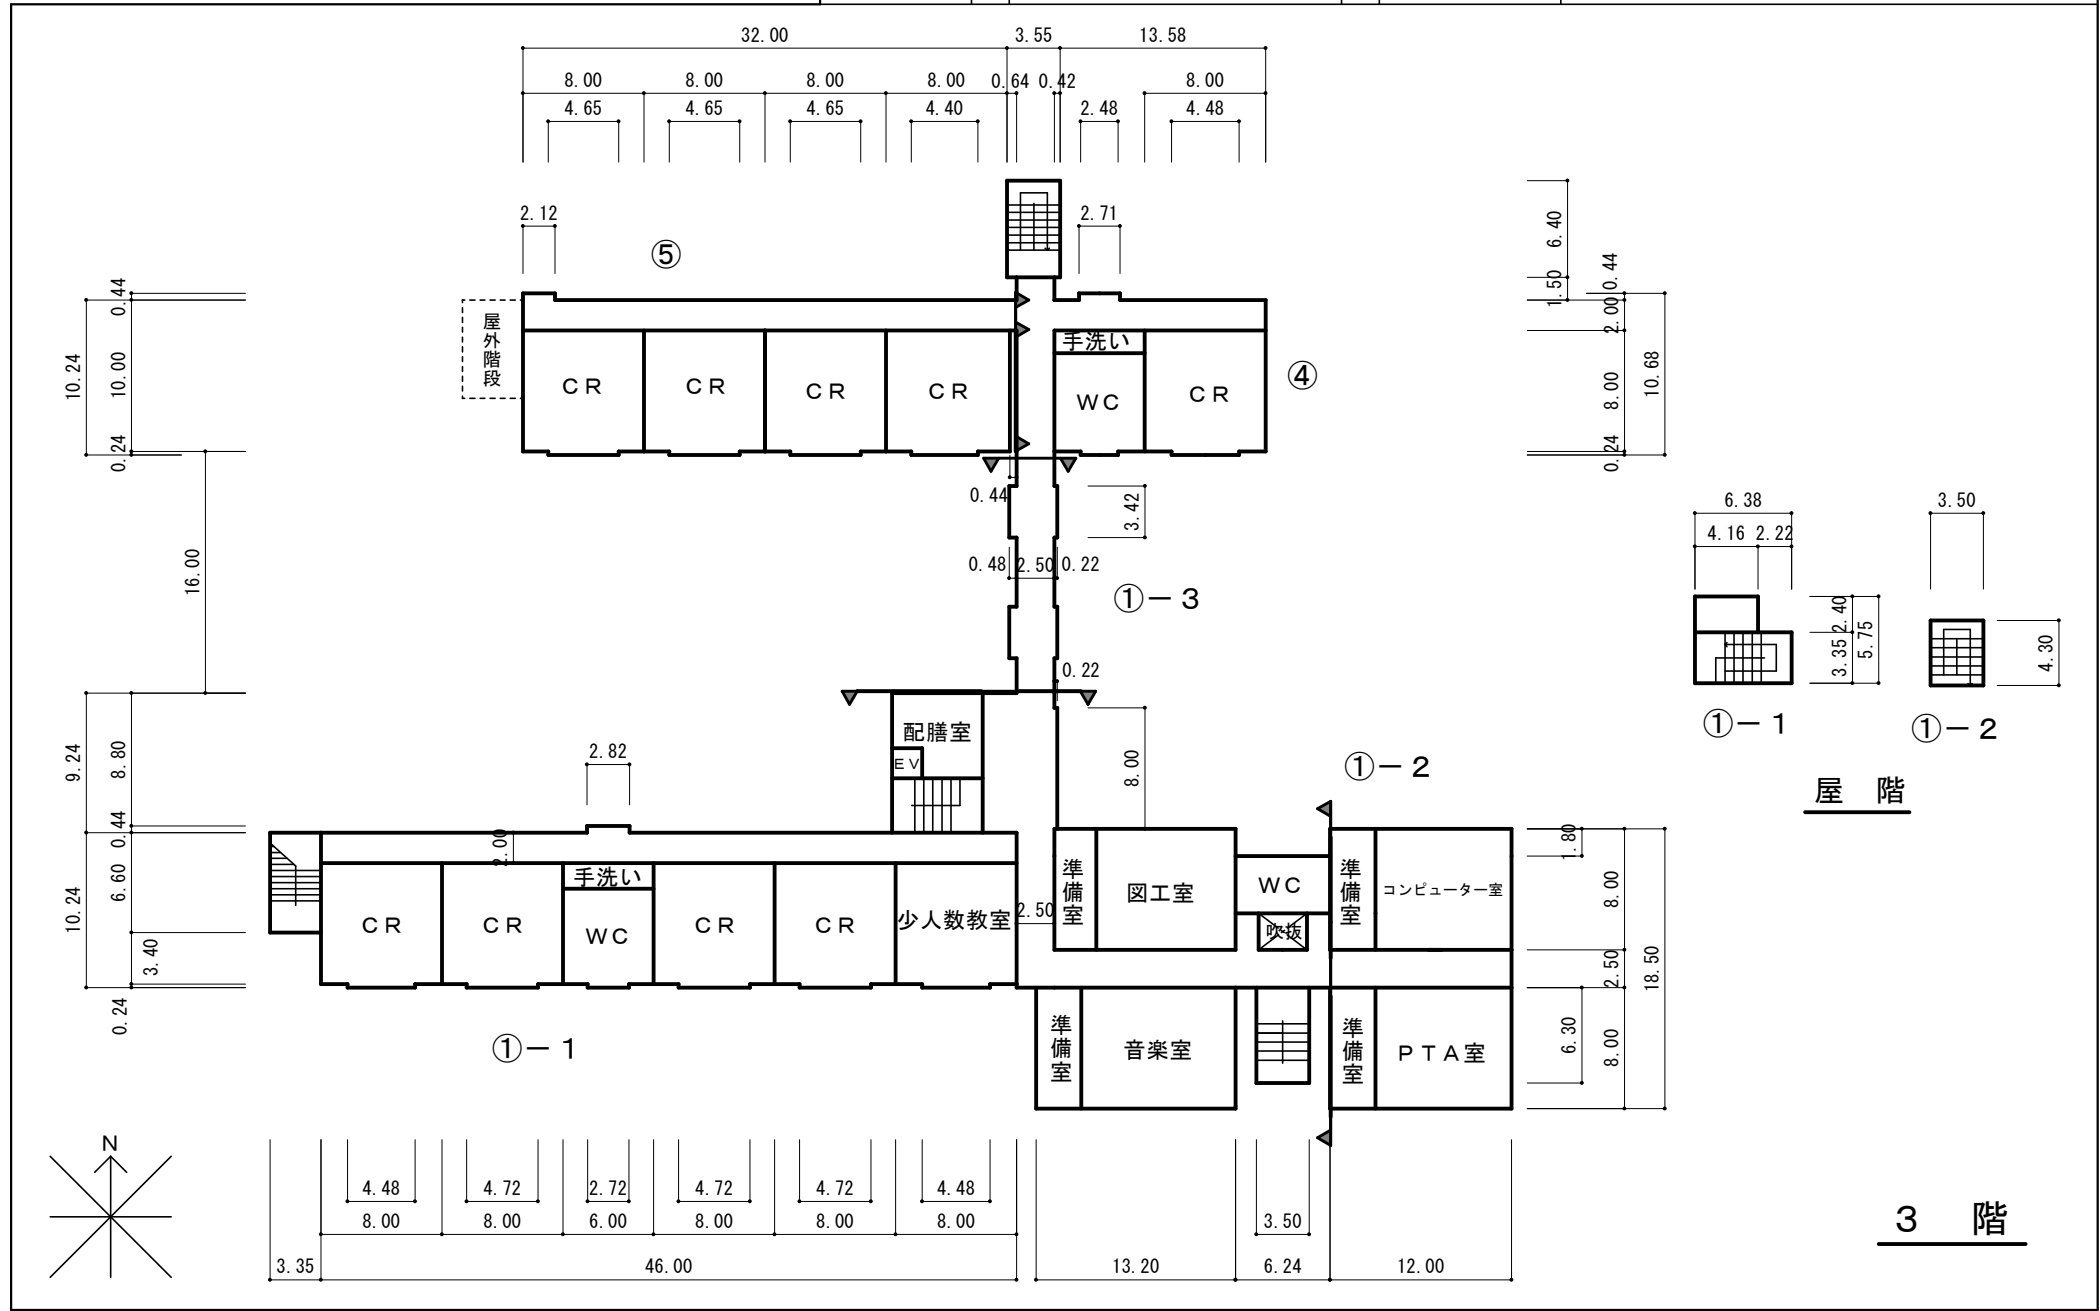 32.00 3.55 13.58
8.00 8.00 8.00 8.00 0.64 0.42 8.00
4.65 4.65 4.65 4.40 2.48 4.48
2.12 2.71
⑤
6.40
1.50
0.44
2.00
8.00
0.24
10.68
0.44
10.00
0.24
10.24
屋外階段
CR CR CR CR
手洗い
WC
CR
④
0.44
3.42
0.48 2.50 0.22
①－3
16.00
0.22
6.38
4.16 2.22
2.40
3.35
5.75
①－1
3.50
4.30
①－2
屋 階
9.24
8.80
0.44
10.24
6.60
3.40
0.24
配膳室
EV
2.82
8.00
①－2
2.00
手洗い
CR CR WC CR CR 少人数教室
2.50
準備室
図工室
WC
吹抜
準備室
コンピューター室
1.80
8.00
2.50
18.50
6.30
8.00
①－1
準備室
音楽室
準備室
PTA室
N
4.48 4.72 2.72 4.72 4.72 4.48
8.00 8.00 6.00 8.00 8.00 8.00 3.50
3.35 46.00 13.20 6.24 12.00
3 階